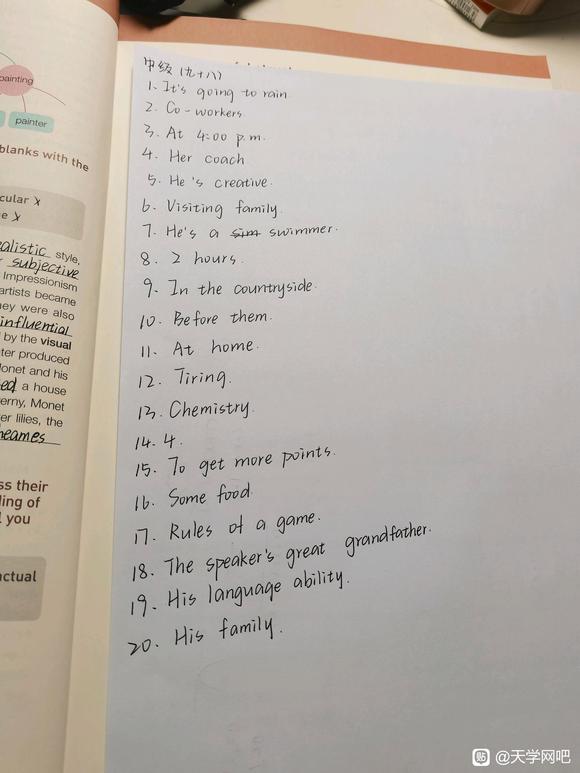 painting
painter
blanks with the
cular x
e x
alistic style,
subjective
Impressionism
artists became
ey were also
influential
by the visual
ter produced
onet and his
ed a house
erny, Monet
er lilies, the
heames
ss their
ding of
l you
ctual
中级（九十八）
1. It's going to rain.
2. Co-workers.
3. At 4:00 p.m.
4. Her coach
5. He's creative.
6. Visiting family.
7. He's a sim swimmer.
8. 2 hours.
9. In the countryside.
10. Before them.
11. At home.
12. Tiring.
13. Chemistry.
14. 4.
15. To get more points.
16. Some food.
17. Rules of a game.
18. The speaker's great grandfather.
19. His language ability.
20. His family.
贴 @天学网吧